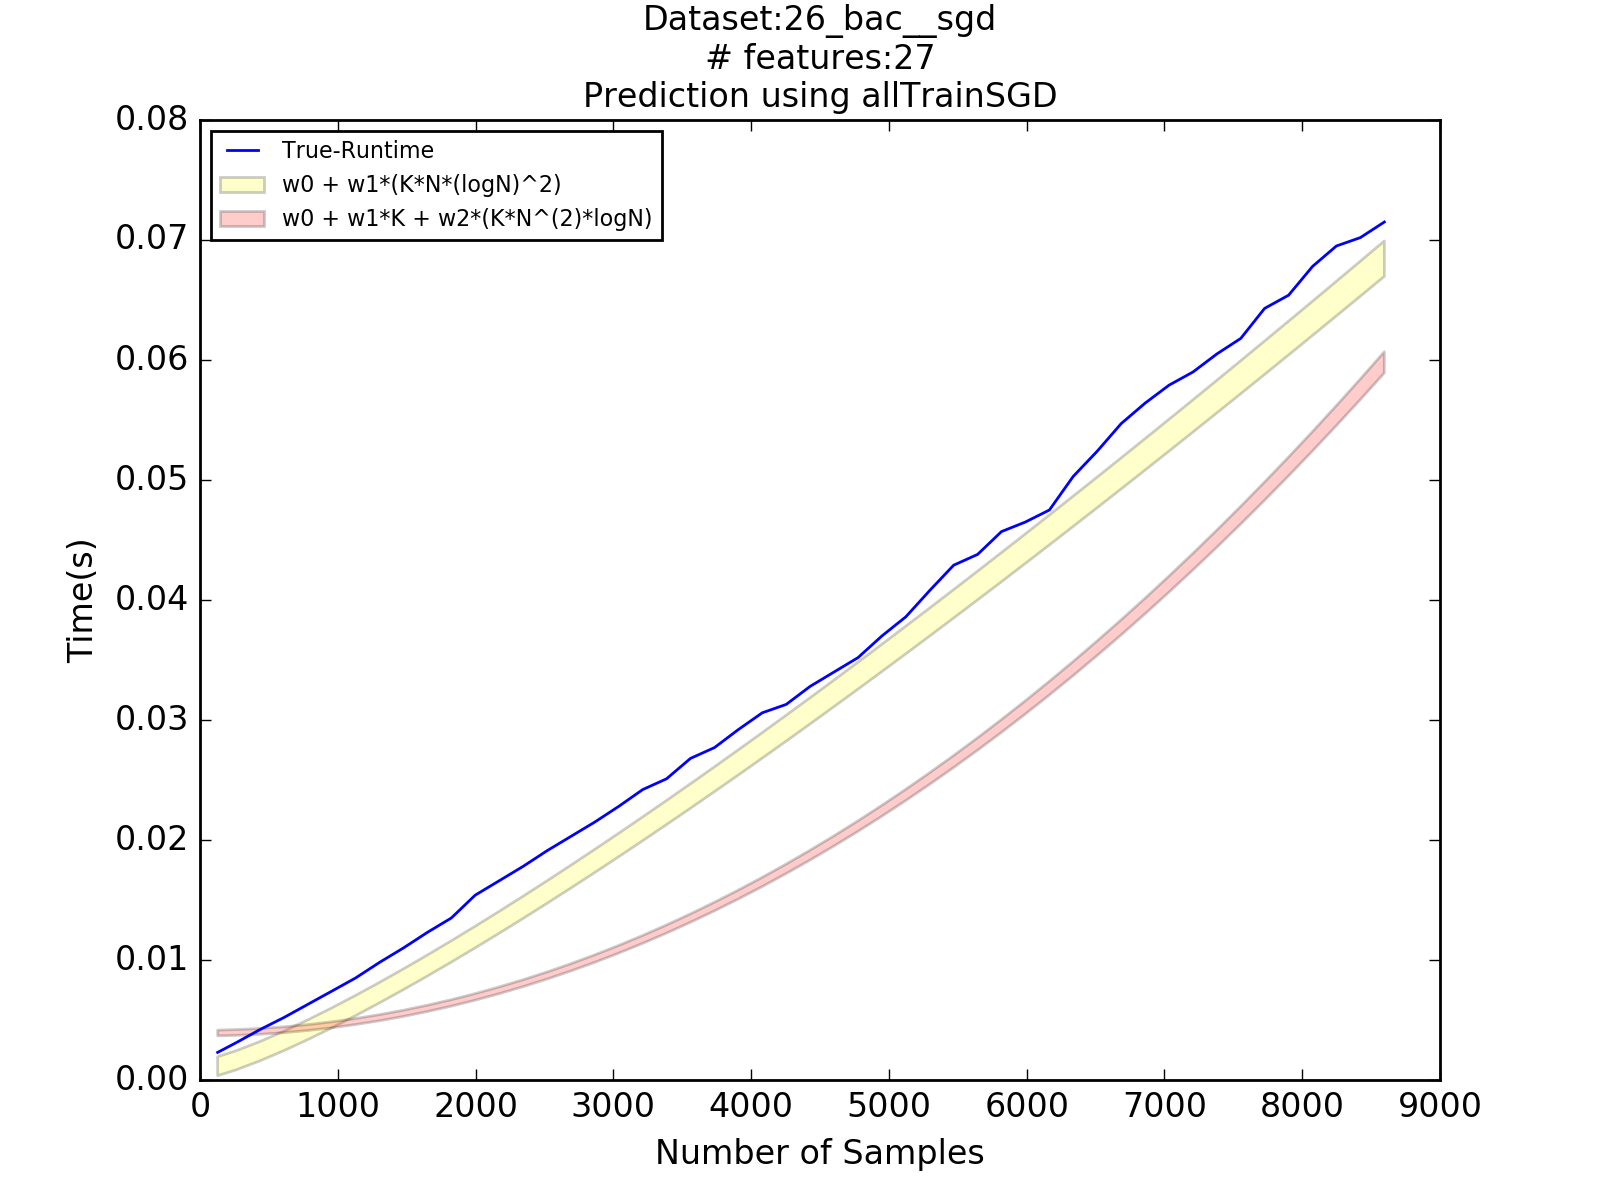 Dataset:26_bac__sgd
# features:27
Prediction using allTrainSGD
0.08
0.07
0.06
0.05
0.04
0.03
0.02
0.01
0.00
Time(s)
True-Runtime
w0 + w1*(K*N*(logN)^2)
w0 + w1*K + w2*(K*N^(2)*logN)
0 1000 2000 3000 4000 5000 6000 7000 8000 9000
Number of Samples